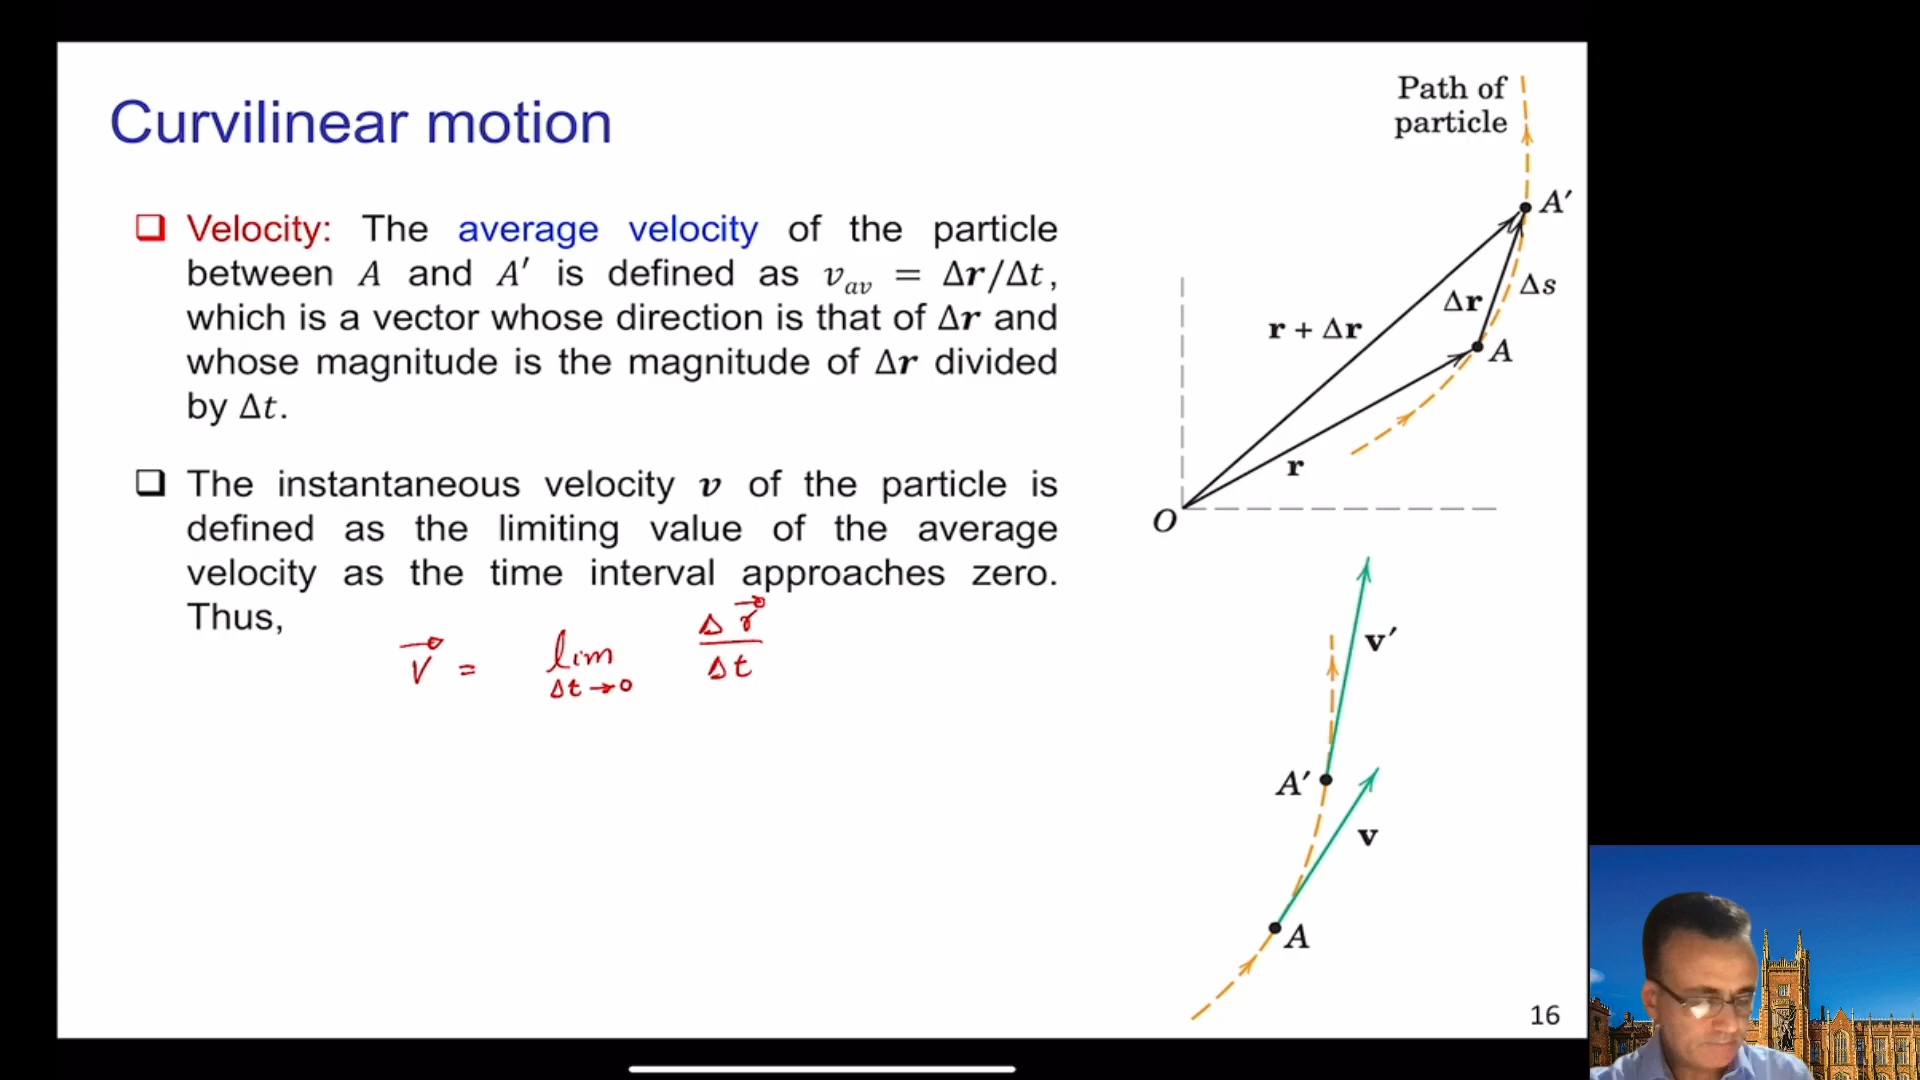 Curvilinear motion
❑ Velocity: The average velocity of the particle
between A and A′ is defined as v_av = Δr/Δt,
which is a vector whose direction is that of Δr and
whose magnitude is the magnitude of Δr divided
by Δt.
❑ The instantaneous velocity v of the particle is
defined as the limiting value of the average
velocity as the time interval approaches zero.
Thus,
v⃗ = lim Δt→0 Δr⃗/Δt
Path of
particle
A′
Δs
Δr
r + Δr
A
r
O
v′
A′
v
A
16